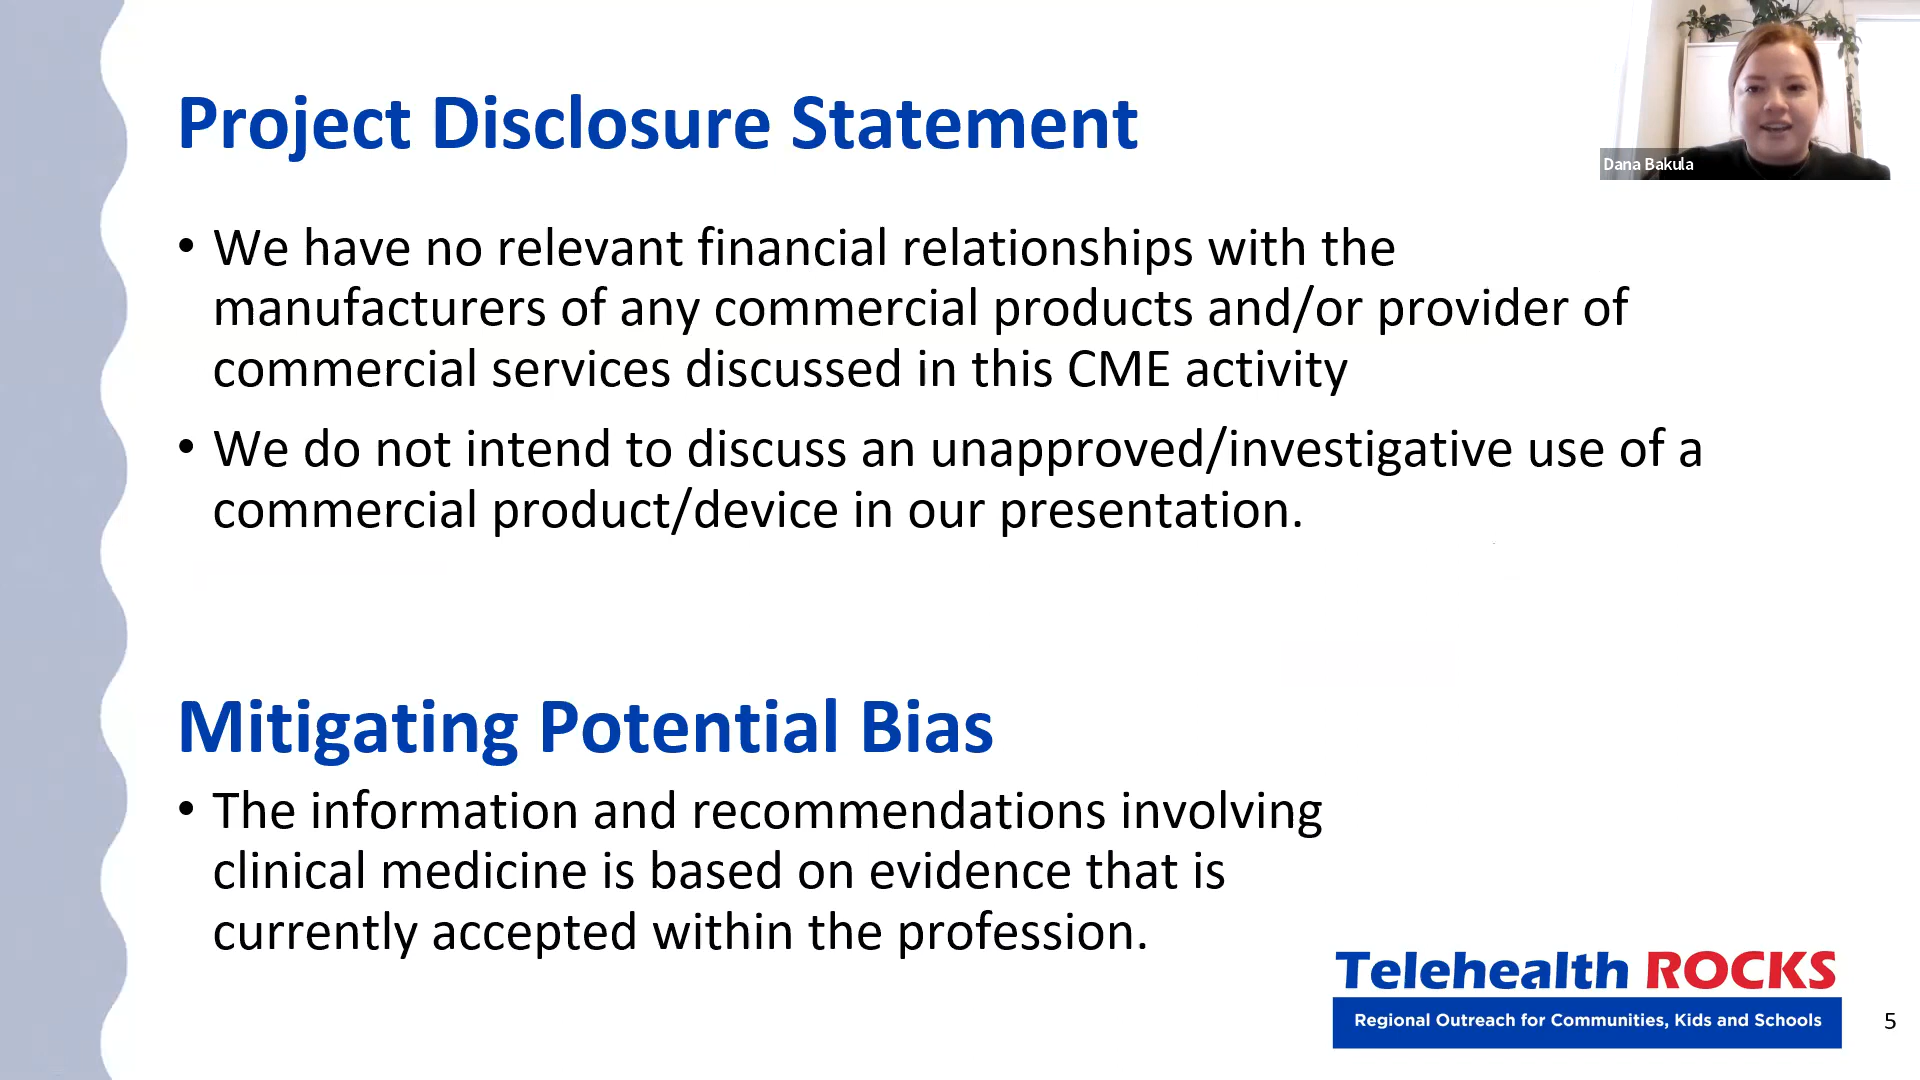 Project Disclosure Statement
Dana Bakula
• We have no relevant financial relationships with the
manufacturers of any commercial products and/or provider of
commercial services discussed in this CME activity
• We do not intend to discuss an unapproved/investigative use of a
commercial product/device in our presentation.
Mitigating Potential Bias
• The information and recommendations involving
clinical medicine is based on evidence that is
currently accepted within the profession.
Telehealth ROCKS
Regional Outreach for Communities, Kids and Schools
5